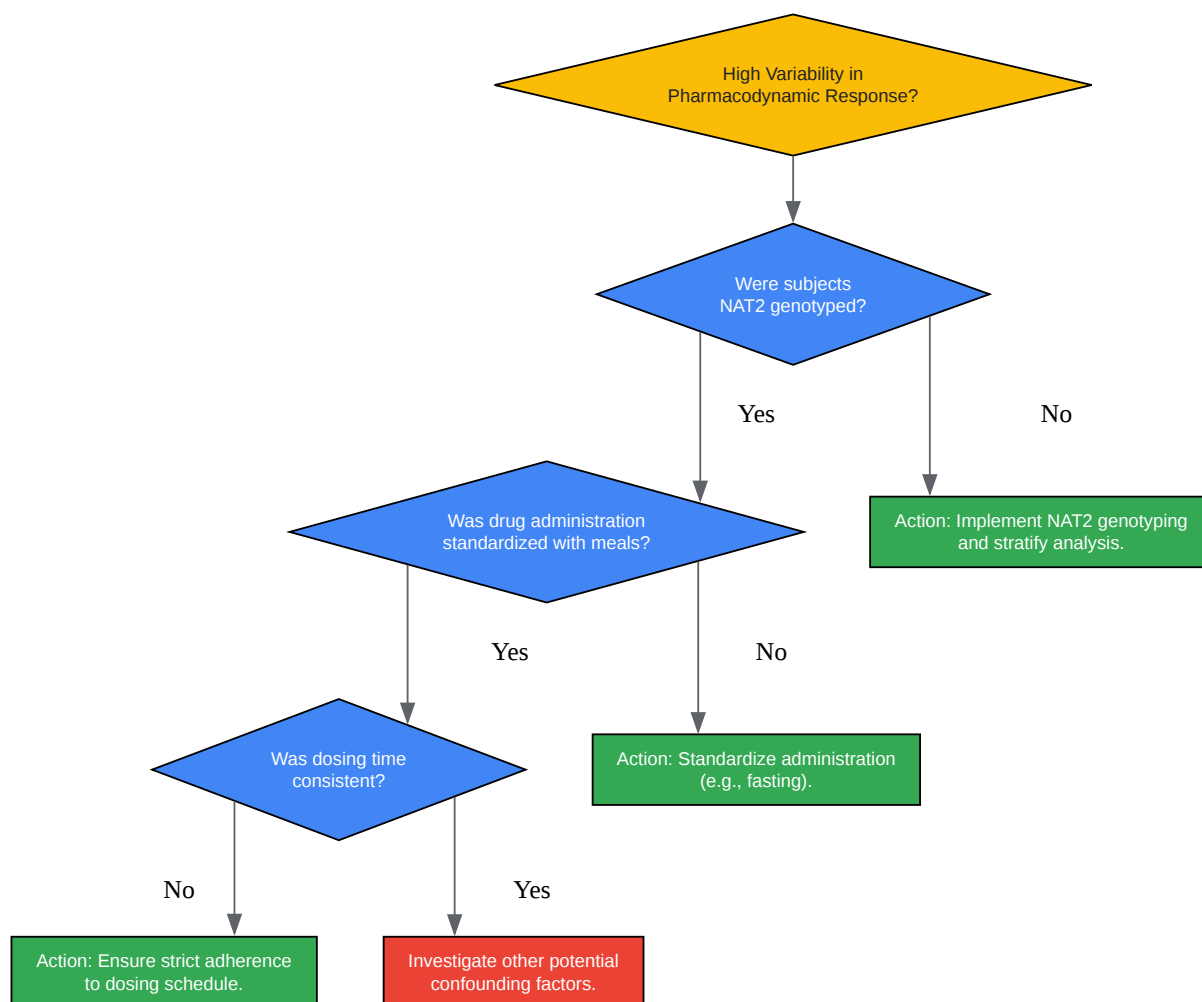 High Variability in
Pharmacodynamic Response?
Were subjects
NAT2 genotyped?
Yes
No
Was drug administration
standardized with meals?
Action: Implement NAT2 genotyping
and stratify analysis.
Yes
No
Was dosing time
consistent?
Action: Standardize administration
(e.g., fasting).
No
Yes
Action: Ensure strict adherence
to dosing schedule.
Investigate other potential
confounding factors.